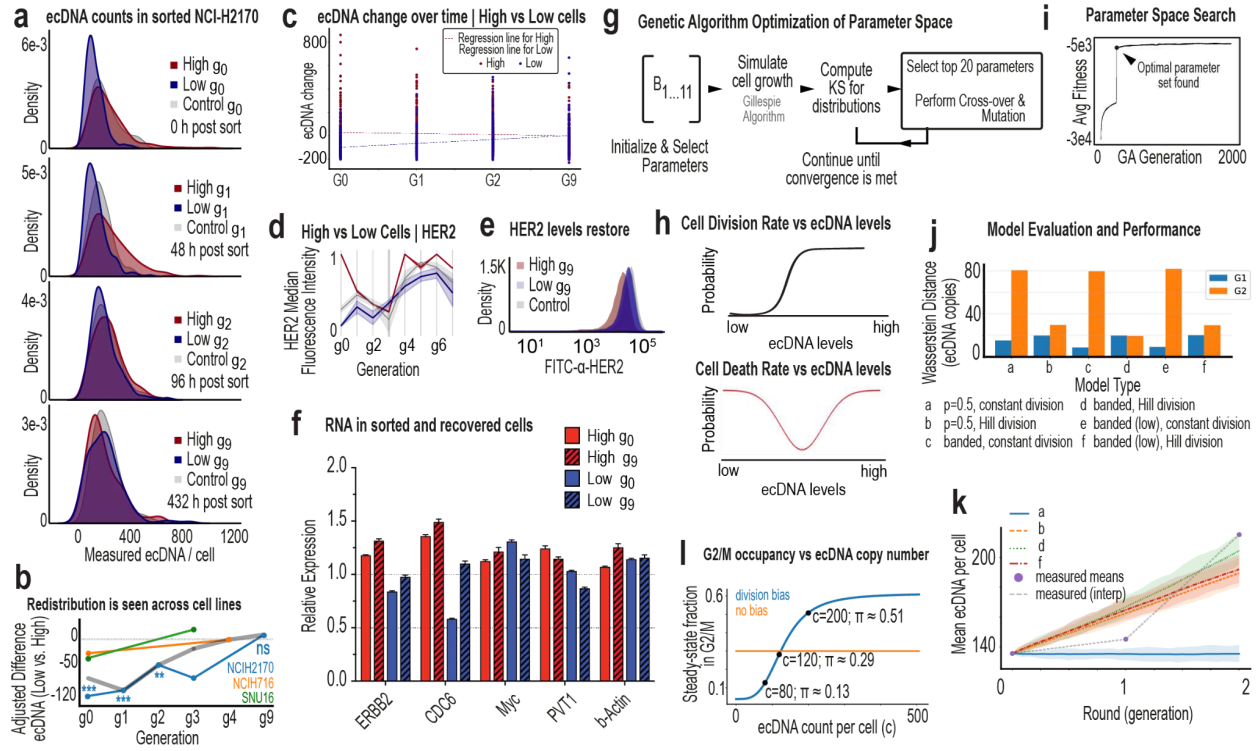 a
ecDNA counts in sorted NCI-H2170
6e-3
Density
High g0
Low g0
Control g0
0 h post sort
5e-3
Density
High g1
Low g1
Control g1
48 h post sort
4e-3
Density
High g2
Low g2
Control g2
96 h post sort
3e-3
Density
High g9
Low g9
Control g9
432 h post sort
0
0 400 800 1200
Measured ecDNA / cell
b
Redistribution is seen across cell lines
Adjusted Difference
ecDNA (Low vs. High)
0
-50
-120
*** *** **
ns
NCIH2170
NCIH716
SNU16
g0 g1 g2 g3 g4 g9
Generation
c
ecDNA change over time | High vs Low cells
ecDNA change
800
0
-200
Regression line for High
Regression line for Low
High Low
G0 G1 G2 G9
d
High vs Low Cells | HER2
HER2 Median
Fluorescence Intensity
1
0
g0 g2 g4 g6
Generation
e
HER2 levels restore
1.5K
Density
0
High g9
Low g9
Control
10¹ 10³ 10⁵
FITC-α-HER2
f
RNA in sorted and recovered cells
High g0
High g9
Low g0
Low g9
Relative Expression
2.0
1.5
1.0
0.5
0.0
ERBB2 CDC6 Myc PVT1 b-Actin
g
Genetic Algorithm Optimization of Parameter Space
B1...11
Initialize & Select
Parameters
Simulate
cell growth
Gillespie
Algorithm
Compute
KS for
distributions
Select top 20 parameters
Perform Cross-over &
Mutation
Continue until
convergence is met
h
Cell Division Rate vs ecDNA levels
Probability
low high
ecDNA levels
Cell Death Rate vs ecDNA levels
Probability
low high
ecDNA levels
i
Parameter Space Search
Avg Fitness
-5e3
-3e4
Optimal parameter
set found
0 2000
GA Generation
j
Model Evaluation and Performance
Wasserstein Distance
(ecDNA copies)
80
40
0
G1
G2
a b c d e f
Model Type
a p=0.5, constant division
b p=0.5, Hill division
c banded, constant division
d banded, Hill division
e banded (low), constant division
f banded (low), Hill division
k
Mean ecDNA per cell
200
140
a
b
d
f
measured means
measured (interp)
0 1 2
Round (generation)
l
G2/M occupancy vs ecDNA copy number
Steady-state fraction
in G2/M
0.6
0.1
division bias
no bias
c=200; π ≈ 0.51
c=120; π ≈ 0.29
c=80; π ≈ 0.13
0 500
ecDNA count per cell (c)